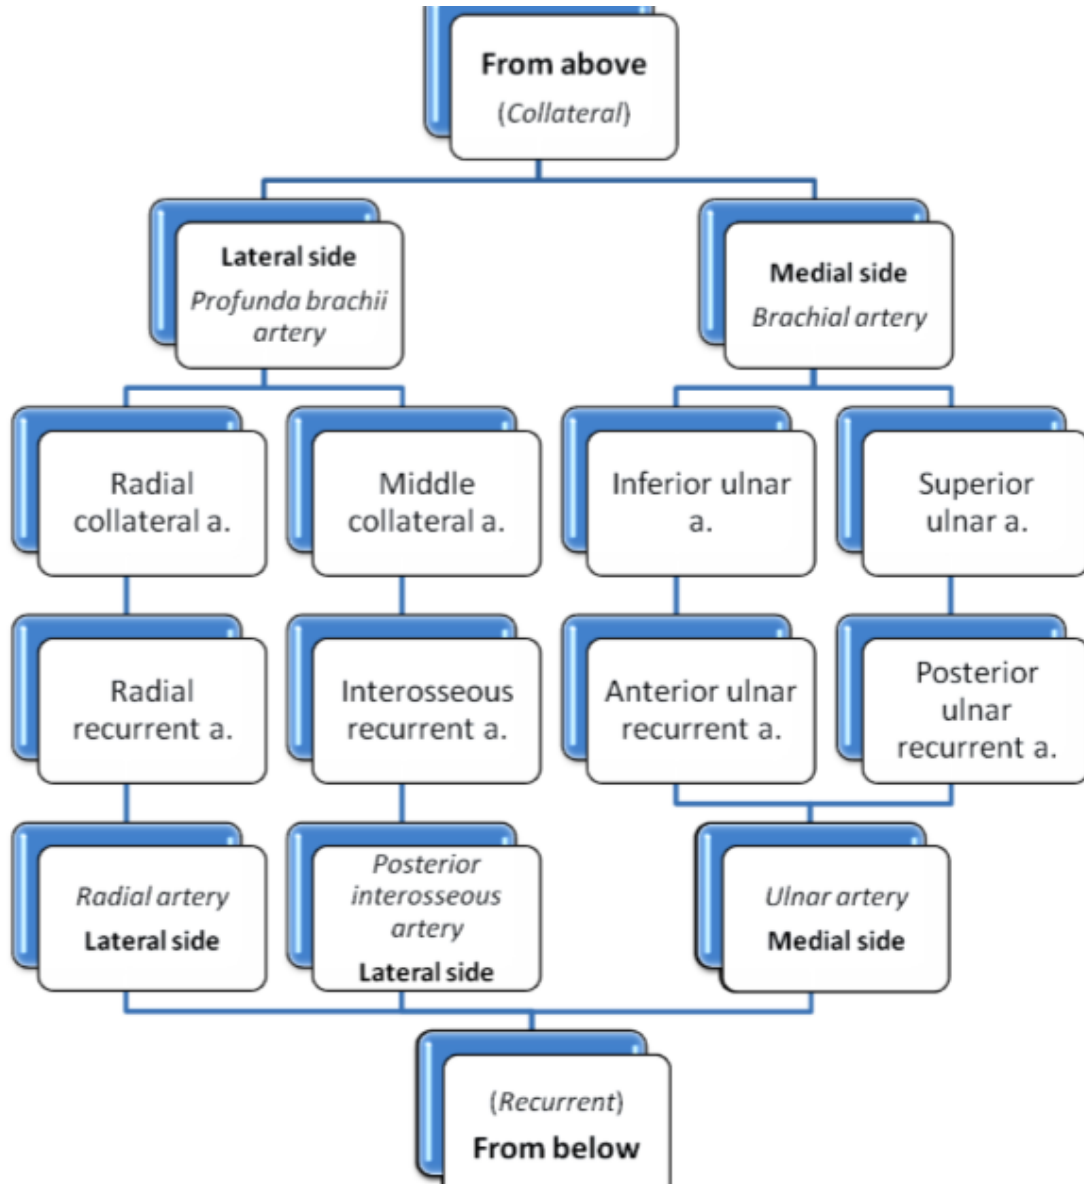 From above
(Collateral)
Lateral side
Profunda brachii
artery
Medial side
Brachial artery
Radial
collateral a.
Middle
collateral a.
Inferior ulnar
a.
Superior
ulnar a.
Radial
recurrent a.
Interosseous
recurrent a.
Anterior ulnar
recurrent a.
Posterior
ulnar
recurrent a.
Radial artery
Lateral side
Posterior
interosseous
artery
Lateral side
Ulnar artery
Medial side
(Recurrent)
From below